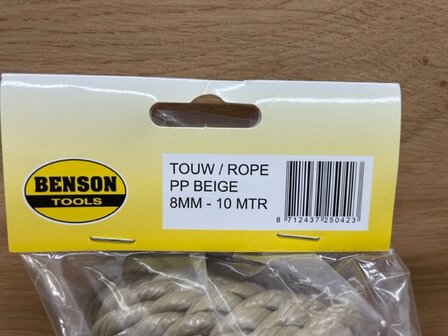 BENSON
TOOLS
TOUW / ROPE
PP BEIGE
8MM - 10 MTR
8 712437 250423